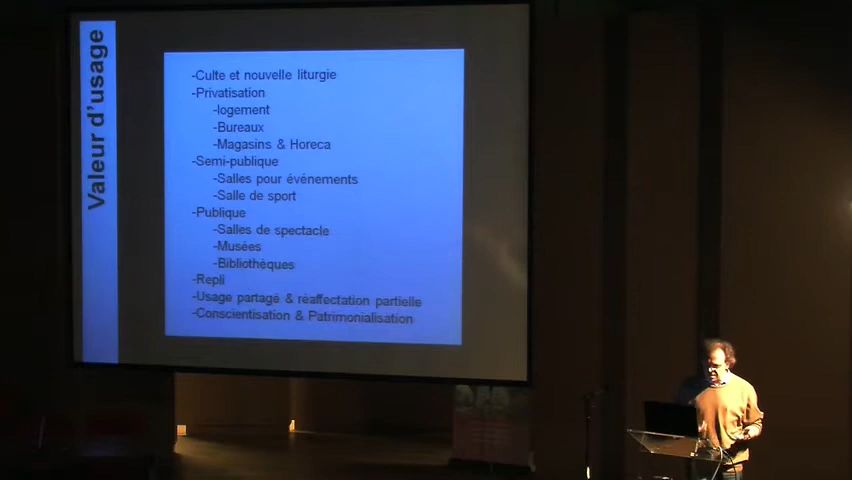 Valeur d'usage
-Culte et nouvelle liturgie
-Privatisation
-logement
-Bureaux
-Magasins & Horeca
-Semi-publique
-Salles pour événements
-Salle de sport
-Publique
-Salles de spectacle
-Musées
-Bibliothèques
-Repli
-Usage partagé & réaffectation partielle
-Conscientisation & Patrimonialisation